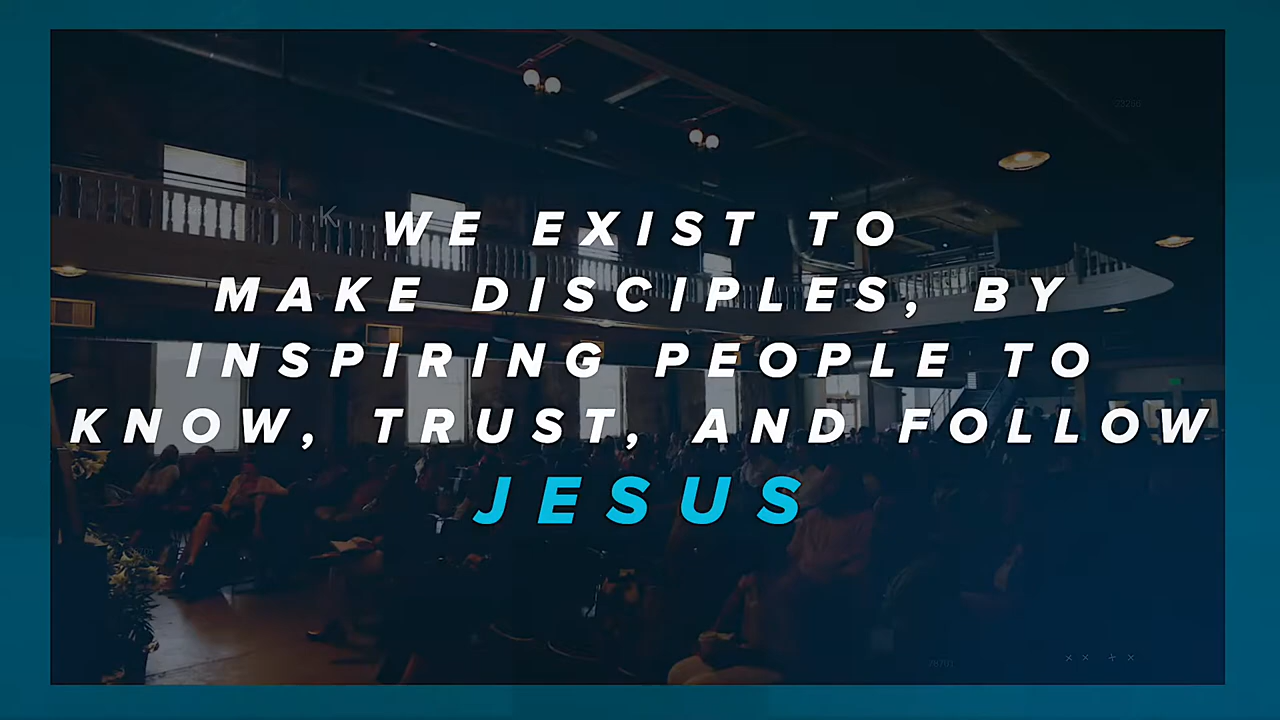 WE EXIST TO
MAKE DISCIPLES, BY
INSPIRING PEOPLE TO
KNOW, TRUST, AND FOLLOW
JESUS